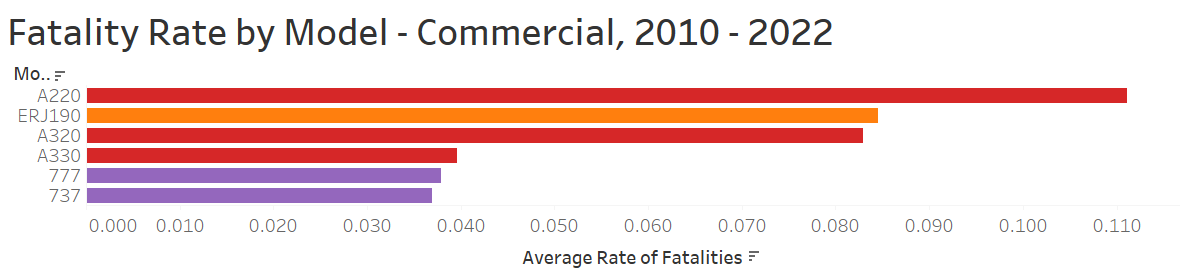 Fatality Rate by Model - Commercial, 2010 - 2022
Mo..
A220
ERJ190
A320
A330
777
737
0.000 0.010 0.020 0.030 0.040 0.050 0.060 0.070 0.080 0.090 0.100 0.110
Average Rate of Fatalities